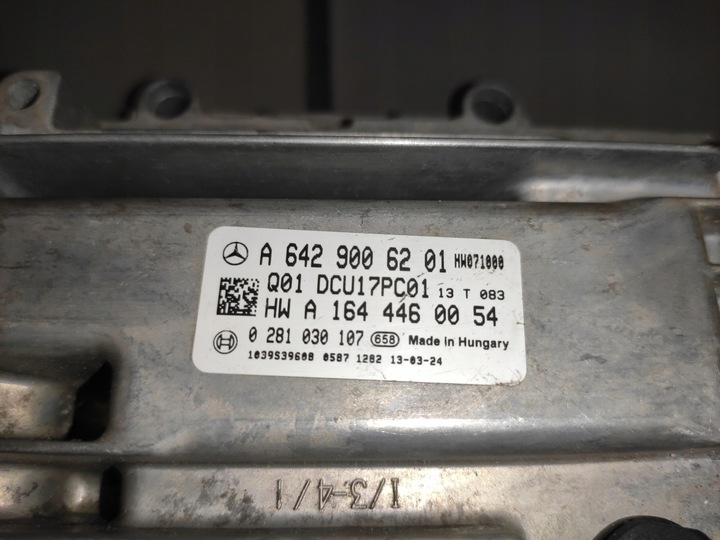 A 642 900 62 01 HW071000
Q01 DCU17PC01 13 T 083
HW A 164 446 00 54
0 281 030 107 658 Made in Hungary
1039S39608 0587 1282 13-03-24
I/3-4/1